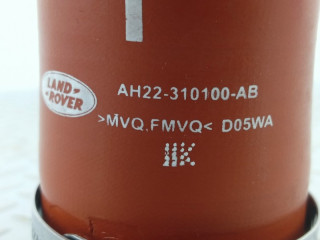 LAND
ROVER
AH22-310100-AB
>MVQ.FMVQ< D05WA